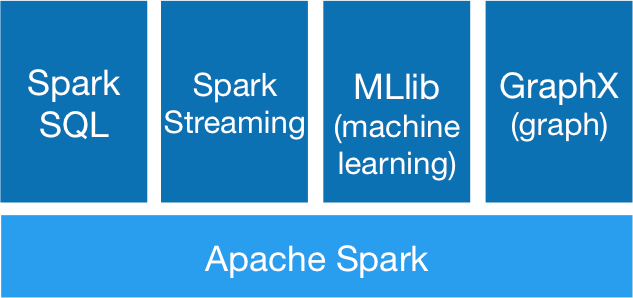 Spark
SQL
Spark
Streaming
MLlib
(machine
learning)
GraphX
(graph)
Apache Spark